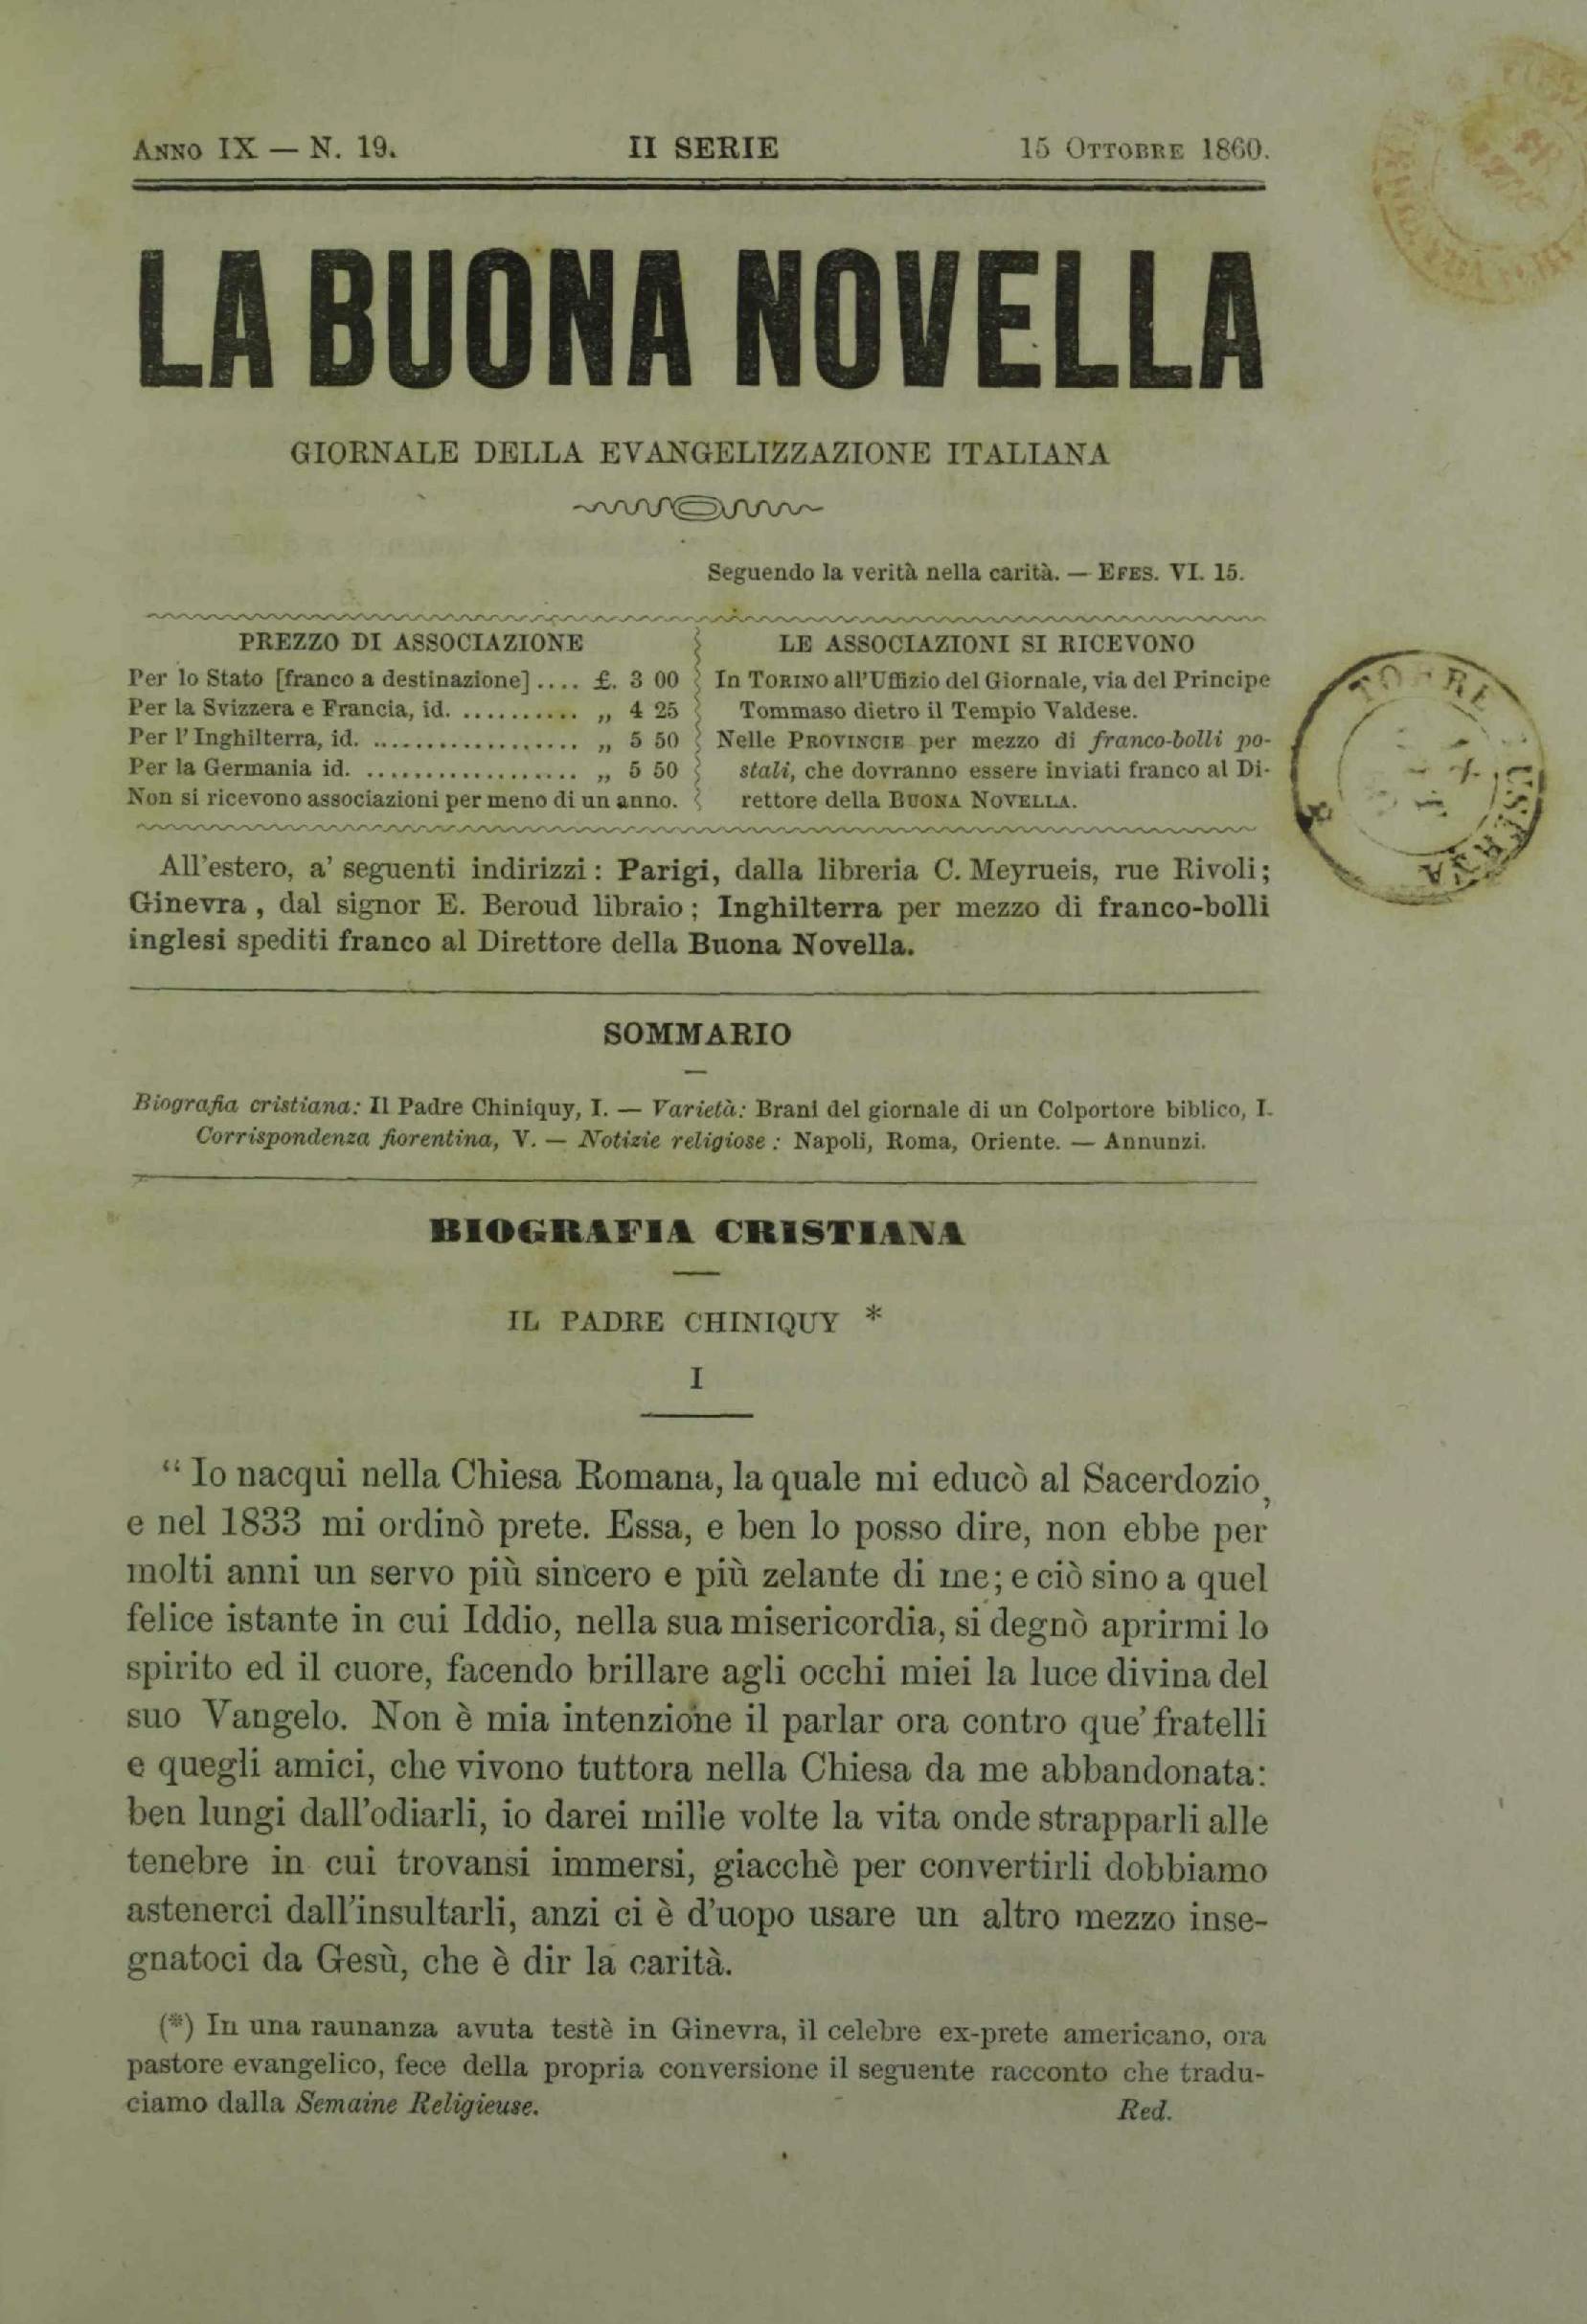 ANNO IX — N. 19. II SERIE 15 OTTOBRE 1860.
LA BUONA NOVELLA
GIORNALE DELLA EVANGELIZZAZIONE ITALIANA
Seguendo la verità nella carità. — EFES. VI. 15.
PREZZO DI ASSOCIAZIONE
Per lo Stato [franco a destinazione] .... £. 3 00
Per la Svizzera e Francia, id. .......... „ 4 25
Per l'Inghilterra, id. .................. „ 5 50
Per la Germania id. .................. „ 5 50
Non si ricevono associazioni per meno di un anno.
LE ASSOCIAZIONI SI RICEVONO
In TORINO all'Uffizio del Giornale, via del Principe
Tommaso dietro il Tempio Valdese.
Nelle PROVINCIE per mezzo di franco-bolli po-
stali, che dovranno essere inviati franco al Di-
rettore della BUONA NOVELLA.
All'estero, a' seguenti indirizzi: Parigi, dalla libreria C. Meyrueis, rue Rivoli;
Ginevra, dal signor E. Beroud libraio; Inghilterra per mezzo di franco-bolli
inglesi spediti franco al Direttore della Buona Novella.
SOMMARIO
Biografia cristiana: Il Padre Chiniquy, I. — Varietà: Brani del giornale di un Colportore biblico, I.
Corrispondenza fiorentina, V. — Notizie religiose: Napoli, Roma, Oriente. — Annunzi.
BIOGRAFIA CRISTIANA
IL PADRE CHINIQUY *
I
“ Io nacqui nella Chiesa Romana, la quale mi educò al Sacerdozio,
e nel 1833 mi ordinò prete. Essa, e ben lo posso dire, non ebbe per
molti anni un servo più sincero e più zelante di me; e ciò sino a quel
felice istante in cui Iddio, nella sua misericordia, si degnò aprirmi lo
spirito ed il cuore, facendo brillare agli occhi miei la luce divina del
suo Vangelo. Non è mia intenzione il parlar ora contro que' fratelli
e quegli amici, che vivono tuttora nella Chiesa da me abbandonata:
ben lungi dall'odiarli, io darei mille volte la vita onde strapparli alle
tenebre in cui trovansi immersi, giacchè per convertirli dobbiamo
astenerci dall'insultarli, anzi ci è d'uopo usare un altro mezzo inse-
gnatoci da Gesù, che è dir la carità.
(*) In una raunanza avuta testè in Ginevra, il celebre ex-prete americano, ora
pastore evangelico, fece della propria conversione il seguente racconto che tradu-
ciamo dalla Semaine Religieuse. Red.